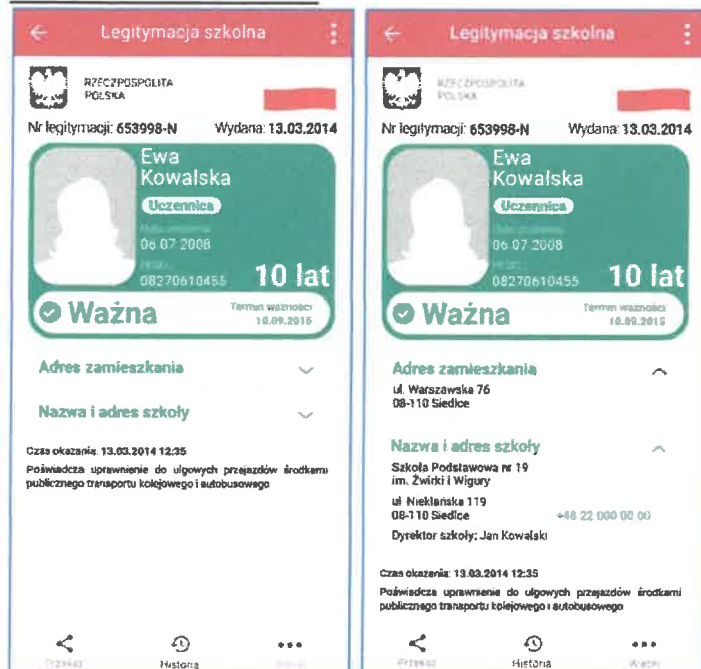 Legitymacja szkolna
RZECZPOSPOLITA
POLSKA
Nr legitymacji: 653998-N Wydana: 13.03.2014
Ewa
Kowalska
Uczennica
06.07.2008
08270610455 10 lat
Ważna
Termin ważności:
10.09.2015
Adres zamieszkania
Nazwa i adres szkoły
Czas okazania: 13.03.2014 12:35
Poświadcza uprawnienie do ulgowych przejazdów środkami
publicznego transportu kolejowego i autobusowego
Historia
Legitymacja szkolna
RZECZPOSPOLITA
POLSKA
Nr legitymacji: 653998-N Wydana: 13.03.2014
Ewa
Kowalska
Uczennica
06.07.2008
08270610455 10 lat
Ważna
Termin ważności:
10.09.2015
Adres zamieszkania
ul. Warszawska 76
08-110 Siedlce
Nazwa i adres szkoły
Szkoła Podstawowa nr 19
im. Żwirki i Wigury
ul. Nieklańska 119
08-110 Siedlce +48 22 000 00 00
Dyrektor szkoły: Jan Kowalski
Czas okazania: 13.03.2014 12:35
Poświadcza uprawnienie do ulgowych przejazdów środkami
publicznego transportu kolejowego i autobusowego
Przekaż Historia Więcej